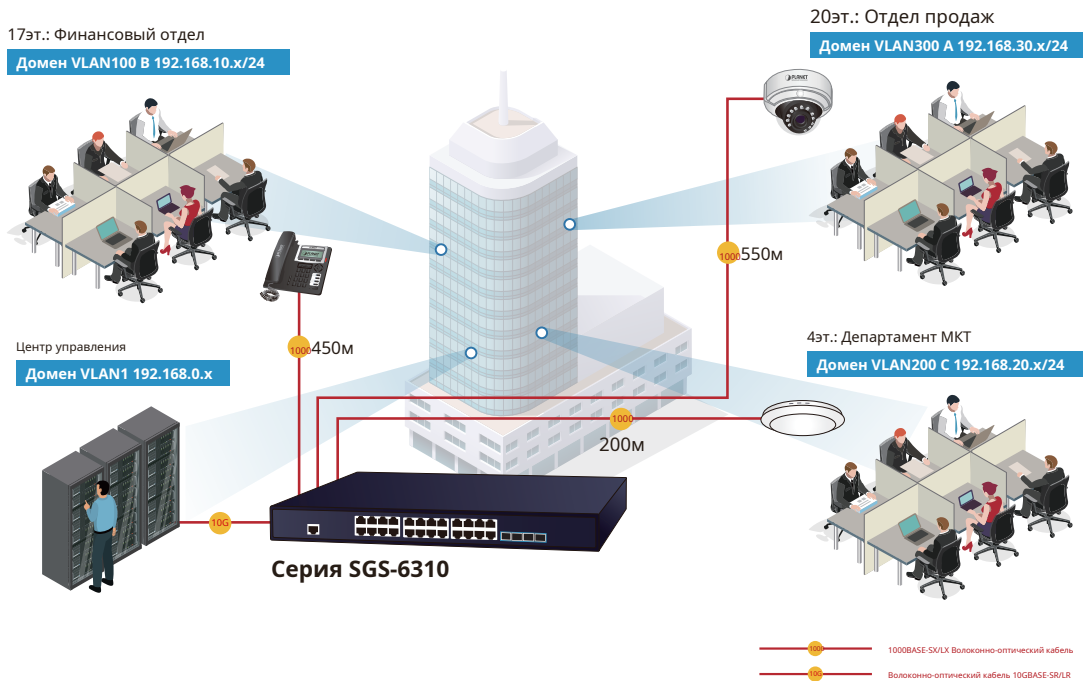 17эт.: Финансовый отдел
Домен VLAN100 B 192.168.10.x/24
20эт.: Отдел продаж
Домен VLAN300 A 192.168.30.x/24
PLANET
1000 550м
1000 450м
Центр управления
Домен VLAN1 192.168.0.x
4эт.: Департамент МКТ
Домен VLAN200 C 192.168.20.x/24
1000
200м
10G
Серия SGS-6310
1000 1000BASE-SX/LX Волоконно-оптический кабель
10G Волоконно-оптический кабель 10GBASE-SR/LR